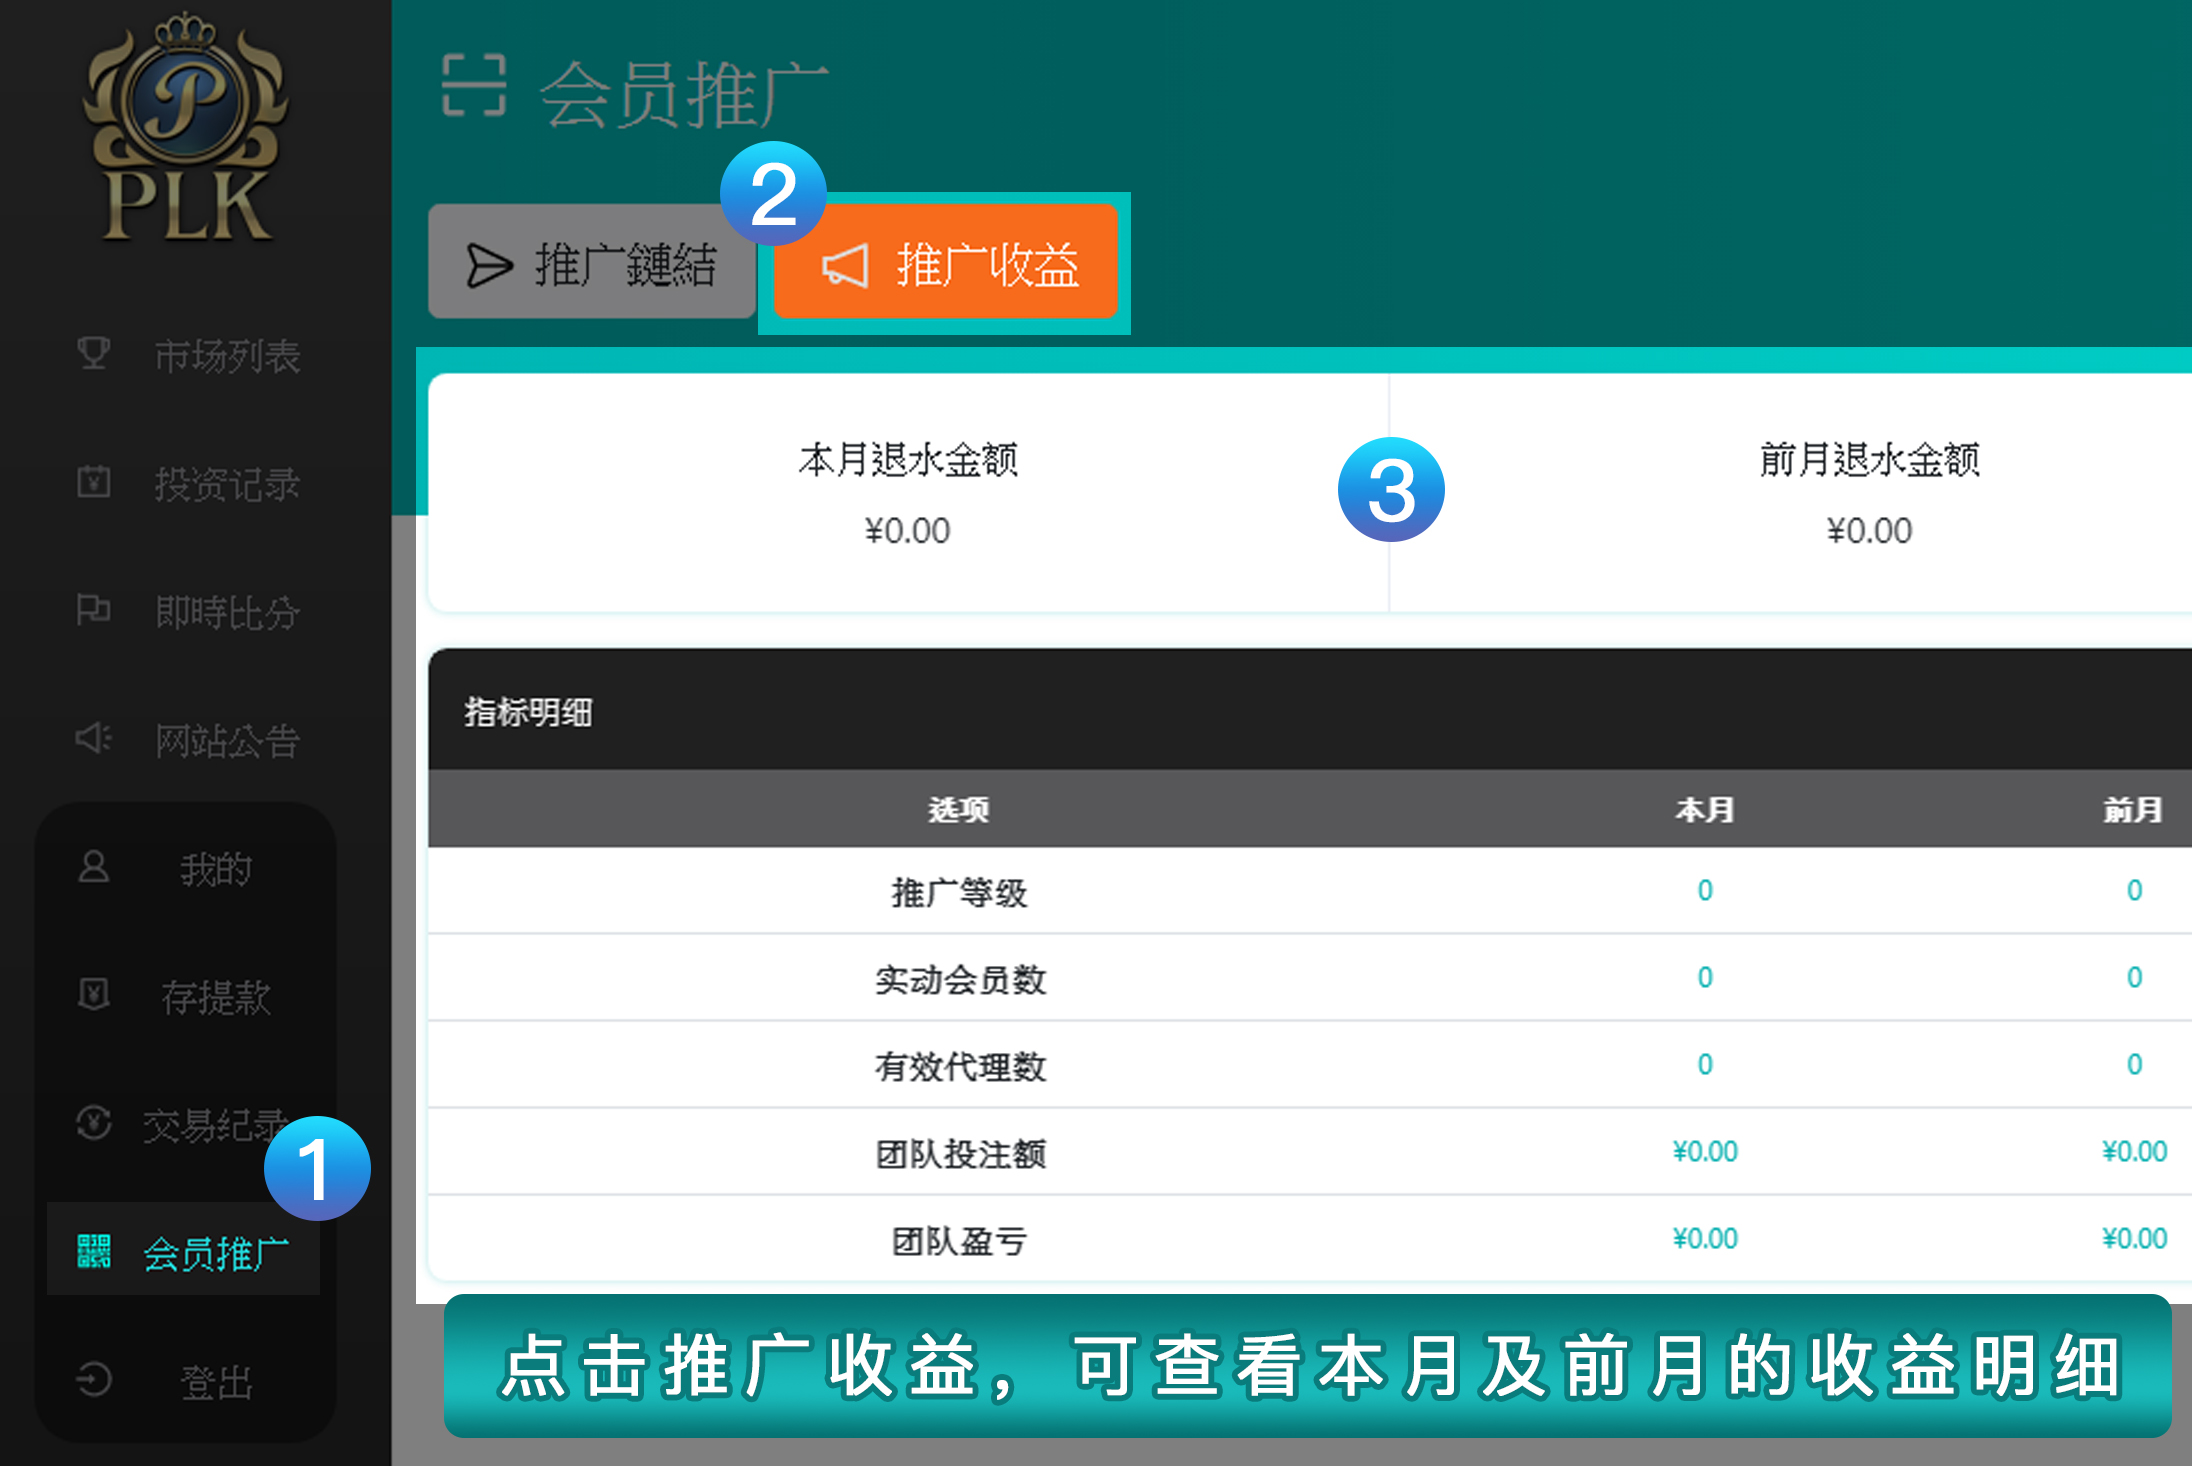 P
PLK
市场列表
投资记录
即時比分
网站公告
我的
存提款
交易纪录
1
会员推广
登出
会员推广
推广鏈結
2
推广收益
本月退水金额
¥0.00
3
前月退水金额
¥0.00
指标明细
选项 本月 前月
推广等级 0 0
实动会员数 0 0
有效代理数 0 0
团队投注额 ¥0.00 ¥0.00
团队盈亏 ¥0.00 ¥0.00
点击推广收益，可查看本月及前月的收益明细